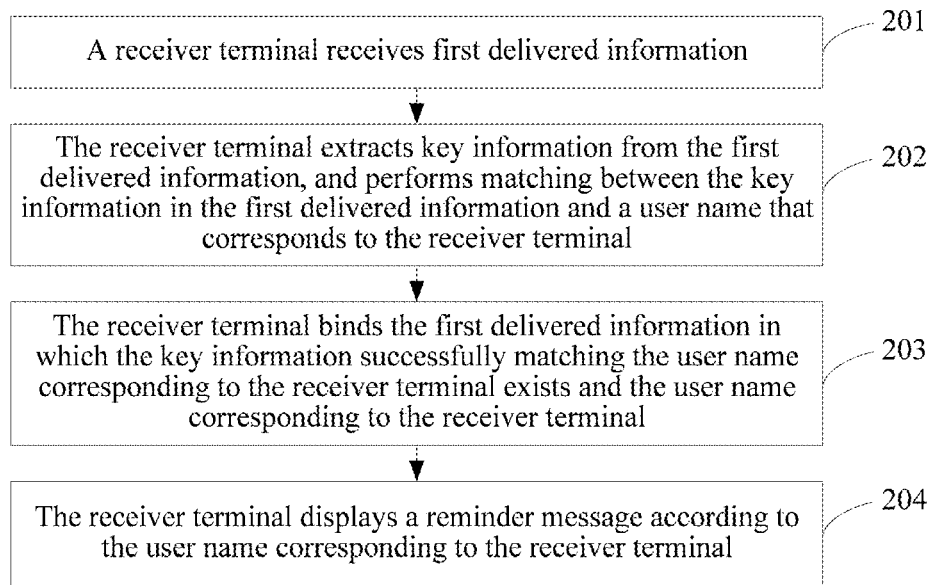 A receiver terminal receives first delivered information
201
The receiver terminal extracts key information from the first
delivered information, and performs matching between the key
information in the first delivered information and a user name that
corresponds to the receiver terminal
202
The receiver terminal binds the first delivered information in
which the key information successfully matching the user name
corresponding to the receiver terminal exists and the user name
corresponding to the receiver terminal
203
The receiver terminal displays a reminder message according to
the user name corresponding to the receiver terminal
204